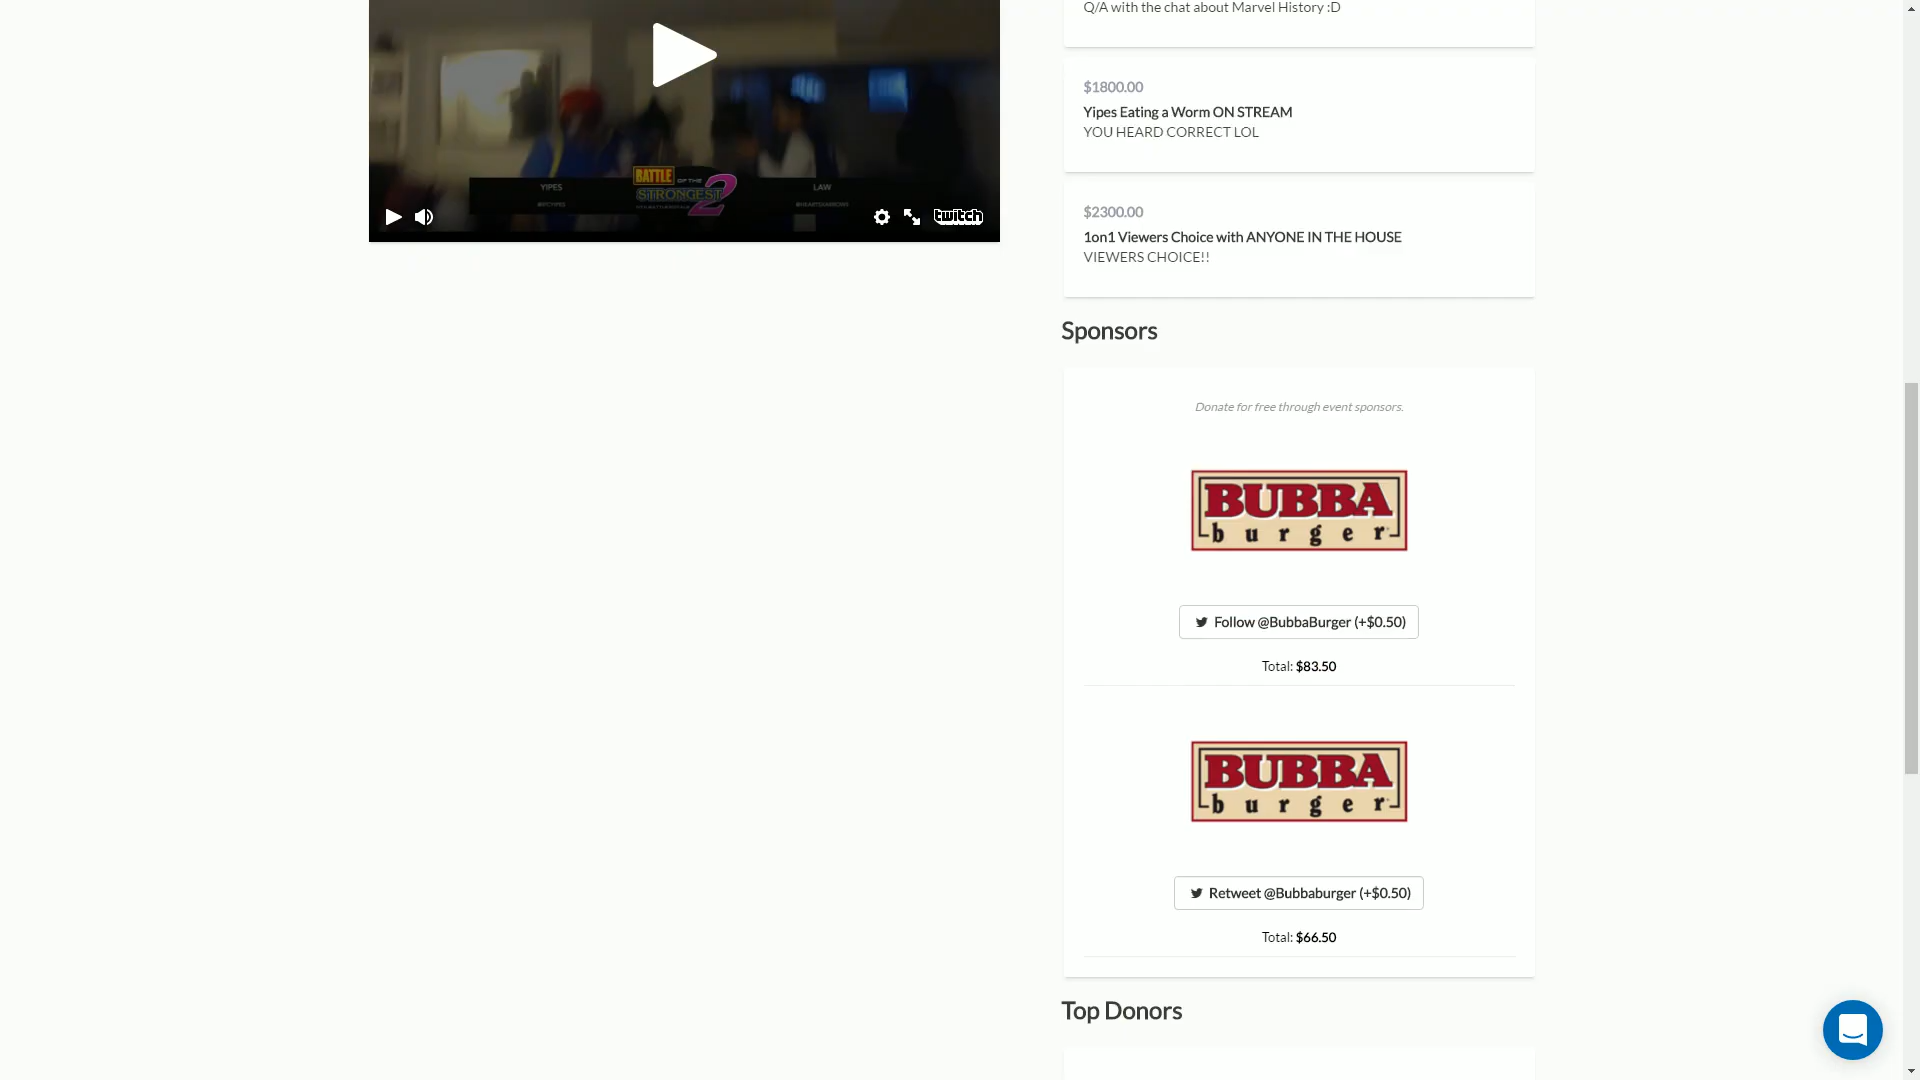 Q/A with the chat about Marvel History :D
$1800.00
Yipes Eating a Worm ON STREAM
YOU HEARD CORRECT LOL
YIPES
BATTLE OF THE
STRONGEST 2
LAW
twitch
$2300.00
1on1 Viewers Choice with ANYONE IN THE HOUSE
VIEWERS CHOICE!!
Sponsors
Donate for free through event sponsors.
BUBBA
burger
Follow @BubbaBurger (+$0.50)
Total: $83.50
BUBBA
burger
Retweet @Bubbaburger (+$0.50)
Total: $66.50
Top Donors